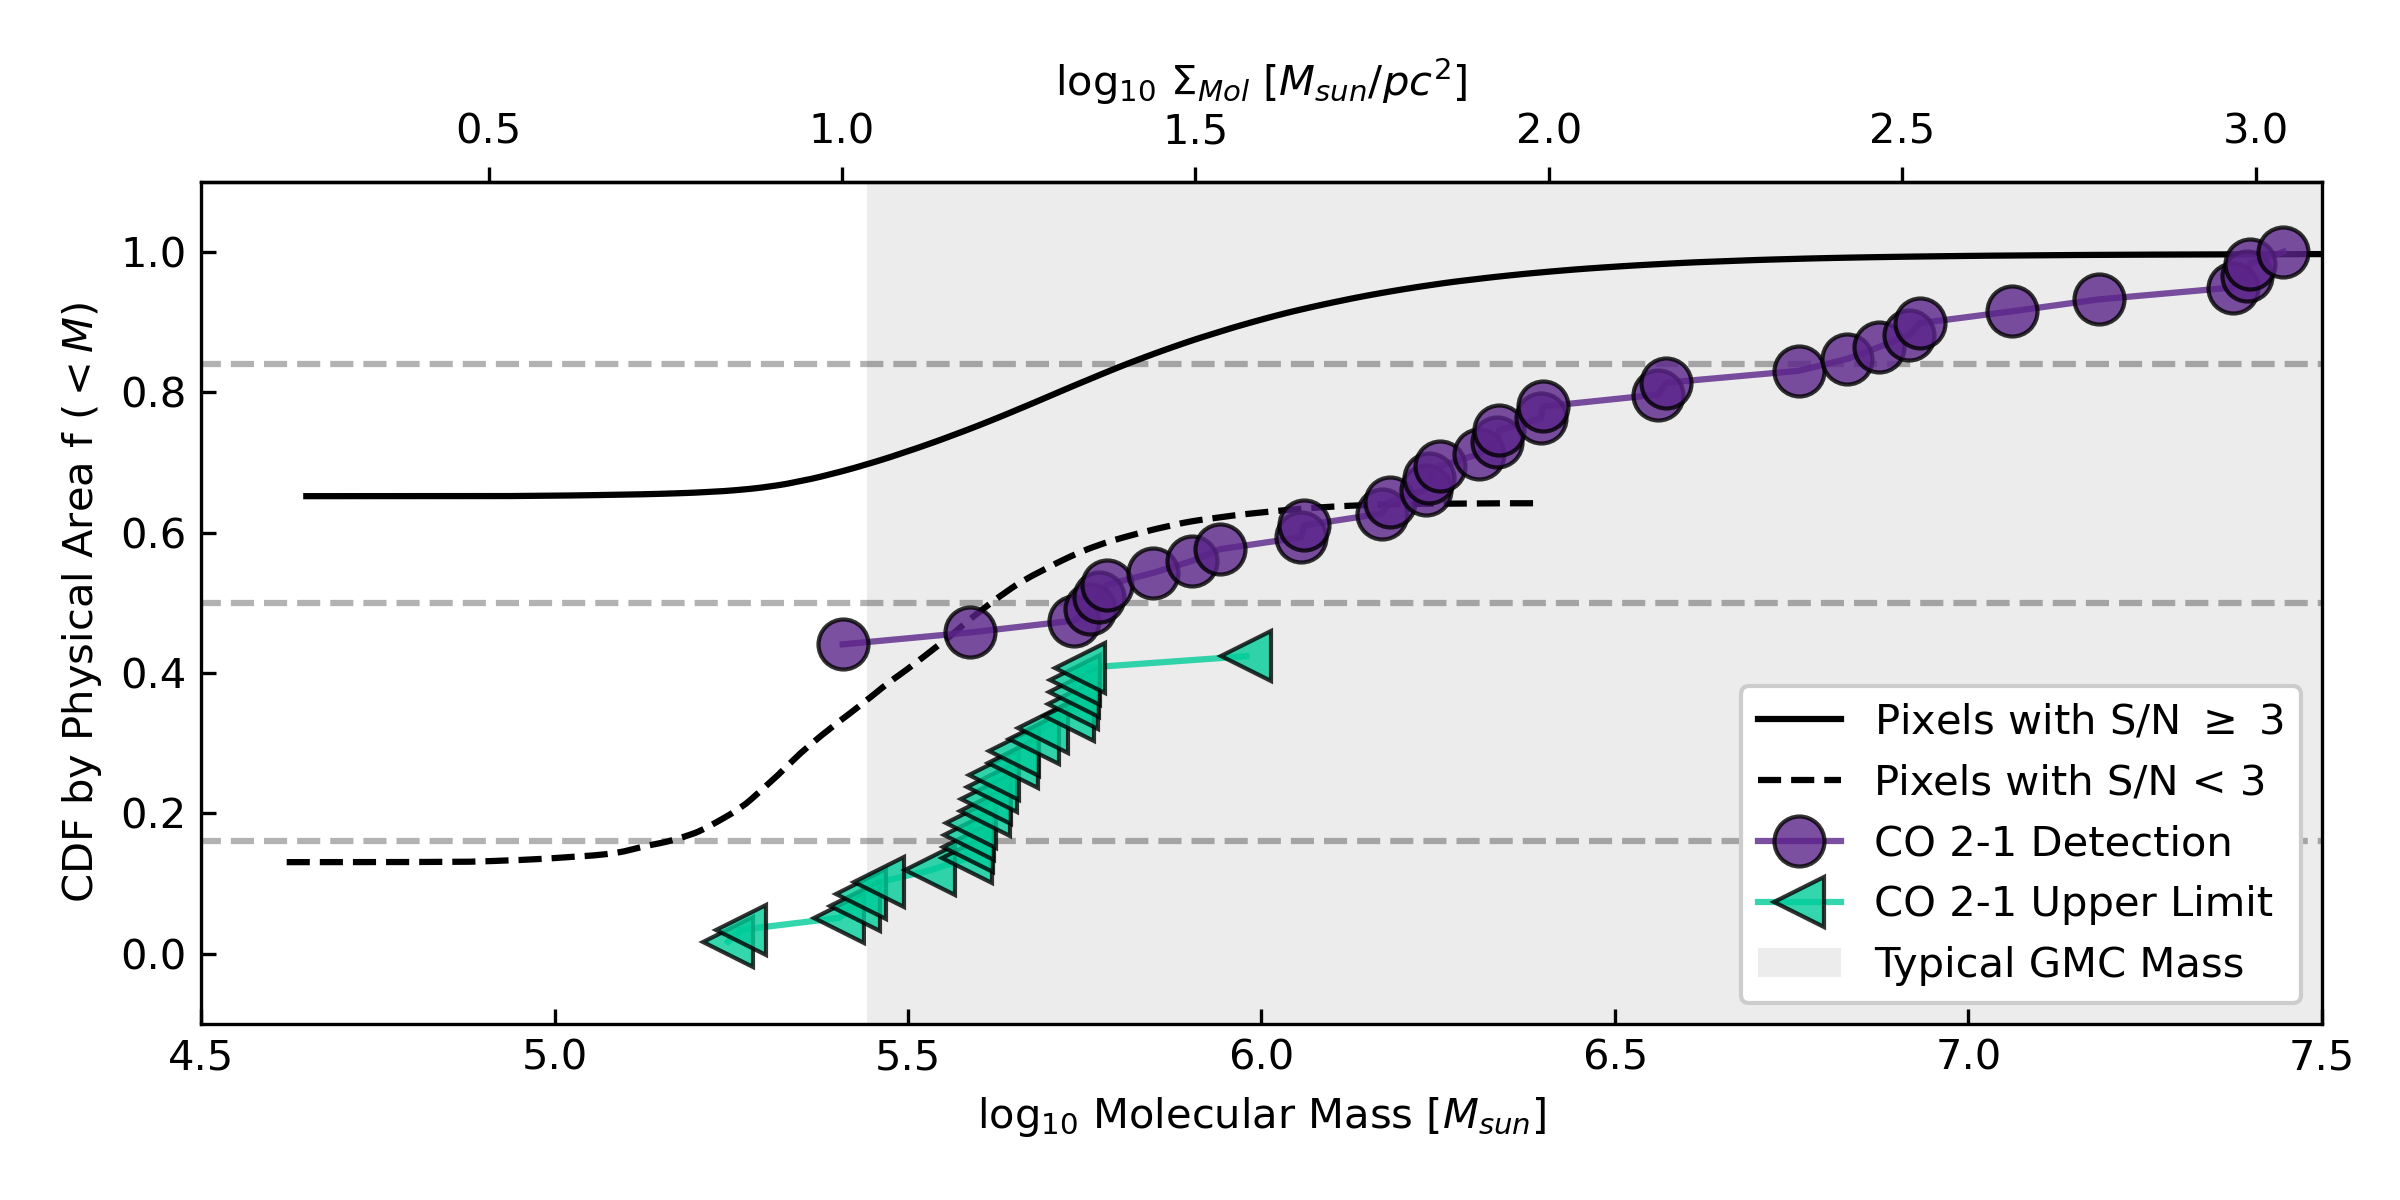 log₁₀ Σ_Mol [M_sun/pc²]
0.5 1.0 1.5 2.0 2.5 3.0
CDF by Physical Area f (< M)
1.0
0.8
0.6
0.4
0.2
0.0
Pixels with S/N ≥ 3
Pixels with S/N < 3
CO 2-1 Detection
CO 2-1 Upper Limit
Typical GMC Mass
4.5 5.0 5.5 6.0 6.5 7.0 7.5
log₁₀ Molecular Mass [M_sun]